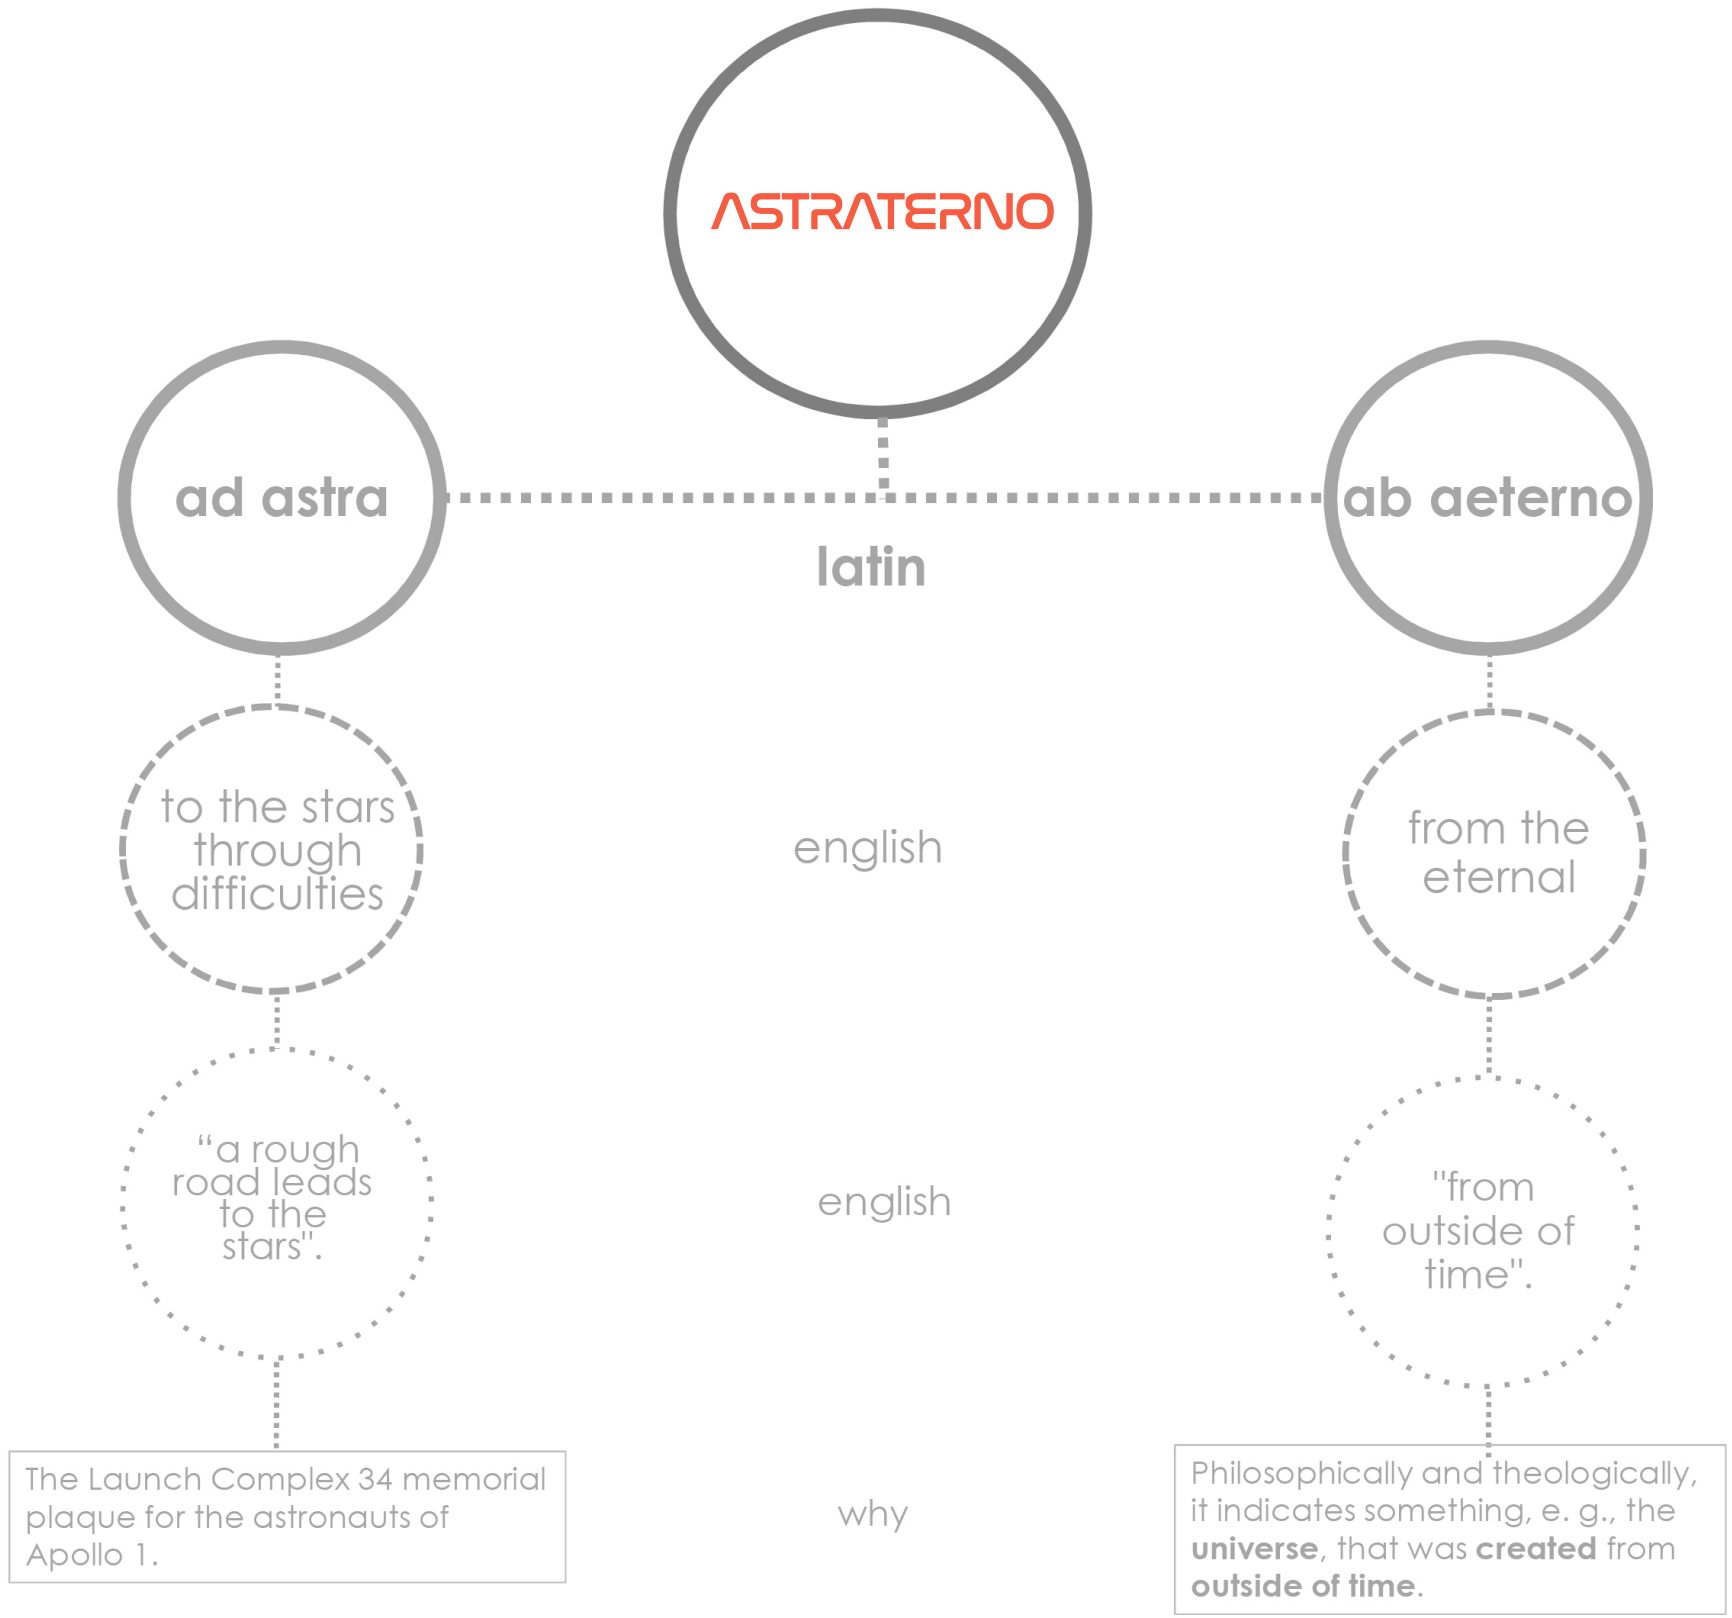 ASTRATERNO
ad astra
ab aeterno
latin
to the stars
through
difficulties
english
from the
eternal
“a rough
road leads
to the
stars".
english
"from
outside of
time".
The Launch Complex 34 memorial
plaque for the astronauts of
Apollo 1.
why
Philosophically and theologically,
it indicates something, e. g., the
universe, that was created from
outside of time.